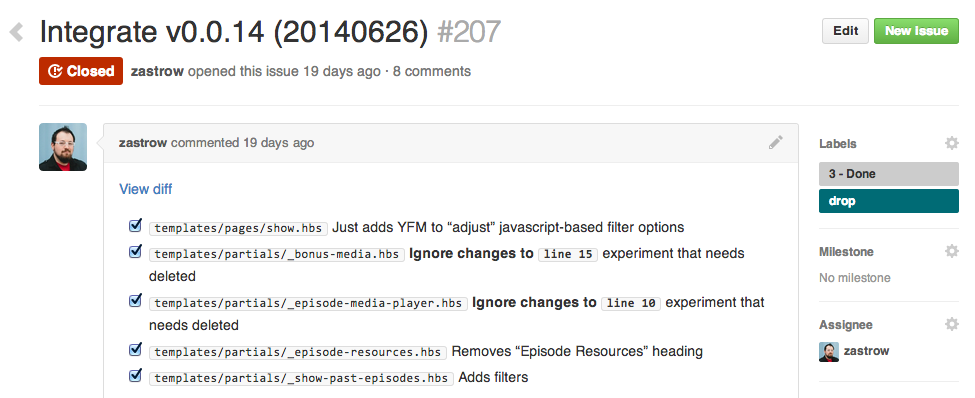 Integrate v0.0.14 (20140626) #207
Edit
New Issue
Closed
zastrow opened this issue 19 days ago · 8 comments
zastrow commented 19 days ago
View diff
templates/pages/show.hbs Just adds YFM to “adjust” javascript-based filter options
templates/partials/_bonus-media.hbs Ignore changes to line 15 experiment that needs
deleted
templates/partials/_episode-media-player.hbs Ignore changes to line 10 experiment that
needs deleted
templates/partials/_episode-resources.hbs Removes “Episode Resources” heading
templates/partials/_show-past-episodes.hbs Adds filters
Labels
3 - Done
drop
Milestone
No milestone
Assignee
zastrow